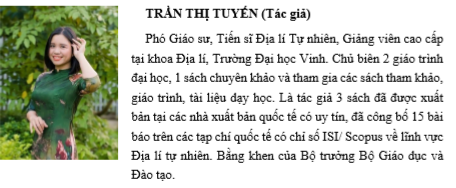 TRẦN THỊ TUYẾN (Tác giả)
Phó Giáo sư, Tiến sĩ Địa lí Tự nhiên, Giảng viên cao cấp
tại khoa Địa lí, Trường Đại học Vinh. Chủ biên 2 giáo trình
đại học, 1 sách chuyên khảo và tham gia các sách tham khảo,
giáo trình, tài liệu dạy học. Là tác giả 3 sách đã được xuất
bản tại các nhà xuất bản quốc tế có uy tín, đã công bố 15 bài
báo trên các tạp chí quốc tế có chỉ số ISI/ Scopus về lĩnh vực
Địa lí tự nhiên. Bằng khen của Bộ trưởng Bộ Giáo dục và
Đào tạo.